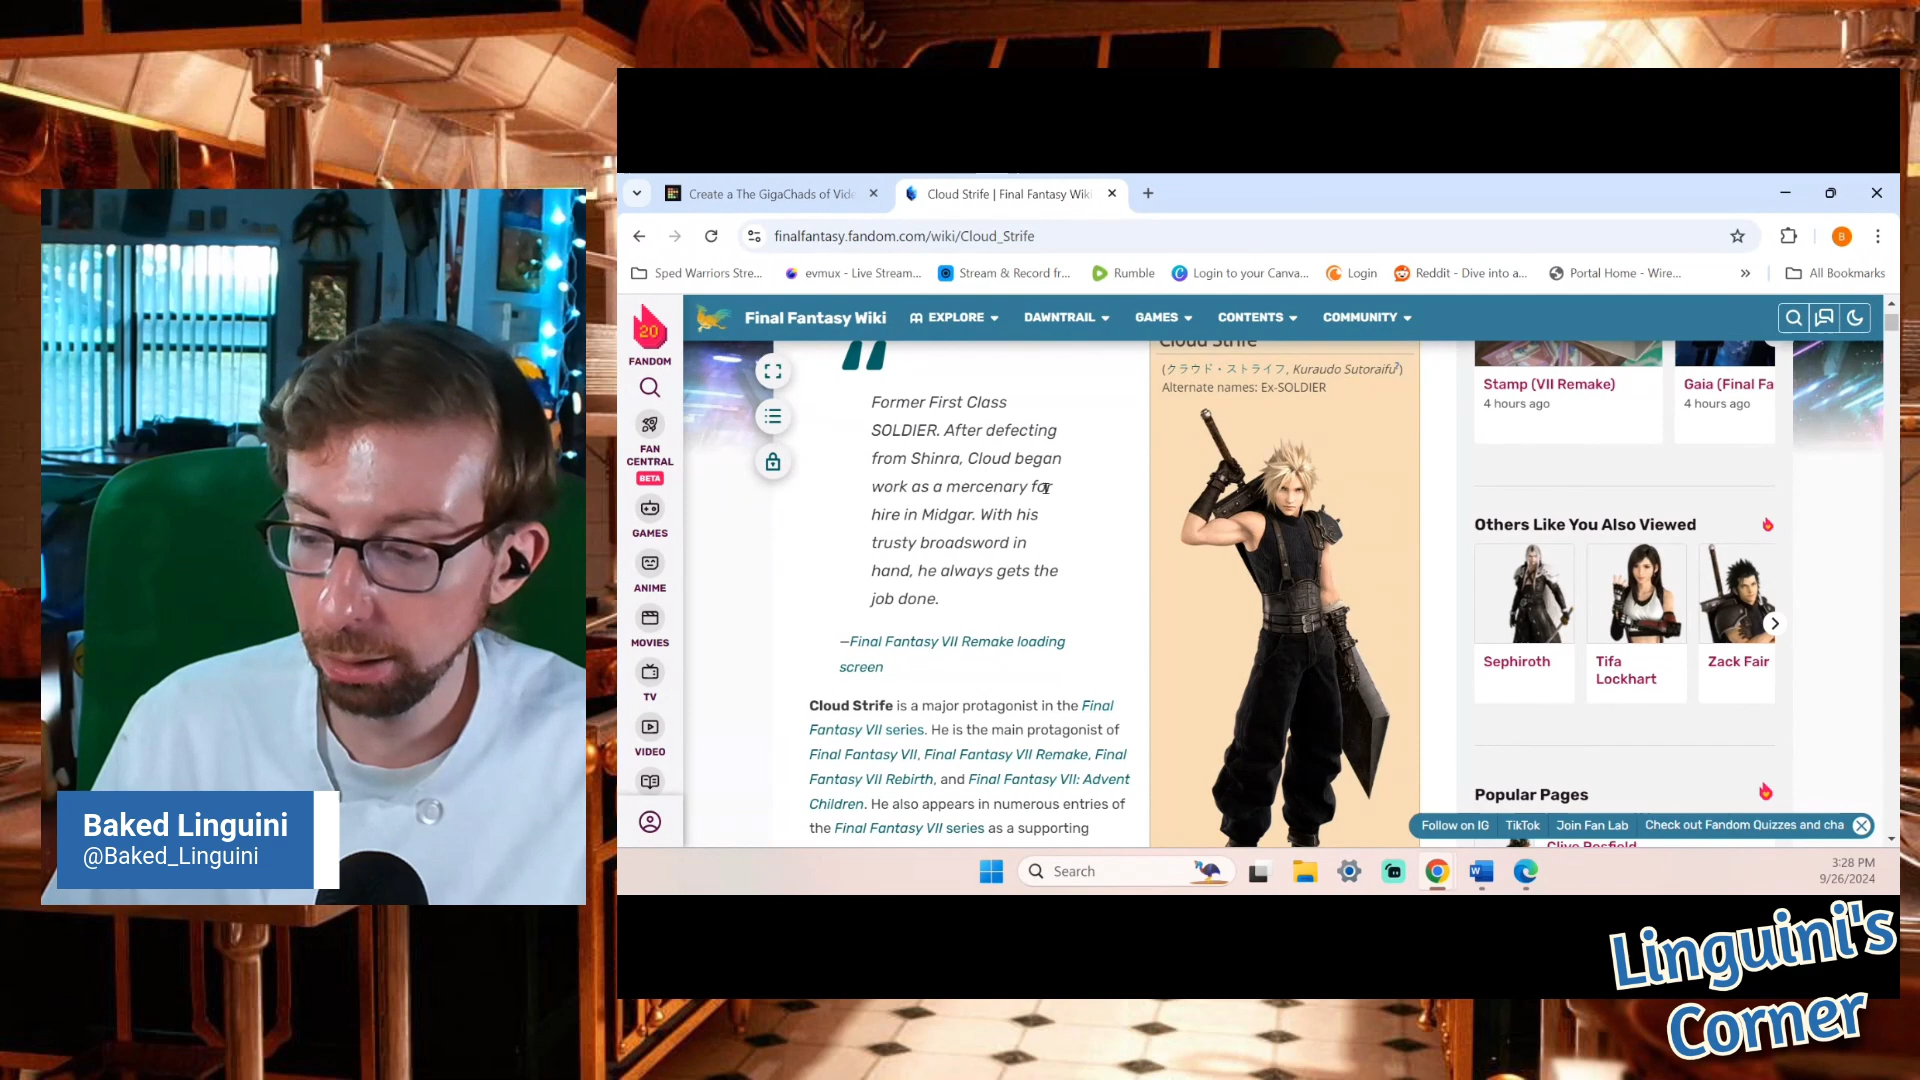 Create a The GigaChads of Vide
Cloud Strife | Final Fantasy Wiki
finalfantasy.fandom.com/wiki/Cloud_Strife
Sped Warriors Stre...
evmux - Live Stream...
Stream & Record fr...
Rumble
Login to your Canva...
Login
Reddit - Dive into a...
Portal Home - Wire...
»
All Bookmarks
B
20
FANDOM
FAN
CENTRAL
BETA
GAMES
ANIME
MOVIES
TV
VIDEO
Final Fantasy Wiki
EXPLORE
DAWNTRAIL
GAMES
CONTENTS
COMMUNITY
Former First Class
SOLDIER. After defecting
from Shinra, Cloud began
work as a mercenary for
hire in Midgar. With his
trusty broadsword in
hand, he always gets the
job done.
—Final Fantasy VII Remake loading
screen
Cloud Strife is a major protagonist in the Final
Fantasy VII series. He is the main protagonist of
Final Fantasy VII, Final Fantasy VII Remake, Final
Fantasy VII Rebirth, and Final Fantasy VII: Advent
Children. He also appears in numerous entries of
the Final Fantasy VII series as a supporting
Cloud Strife
(クラウド・ストライフ, Kuraudo Sutoraifu?)
Alternate names: Ex-SOLDIER
Stamp (VII Remake)
4 hours ago
Gaia (Final Fa
4 hours ago
Others Like You Also Viewed
Sephiroth
Tifa
Lockhart
Zack Fair
Popular Pages
Clive Rosfield
Follow on IG
TikTok
Join Fan Lab
Check out Fandom Quizzes and cha
Search
W
3:28 PM
9/26/2024
Baked Linguini
@Baked_Linguini
Linguini's
Corner